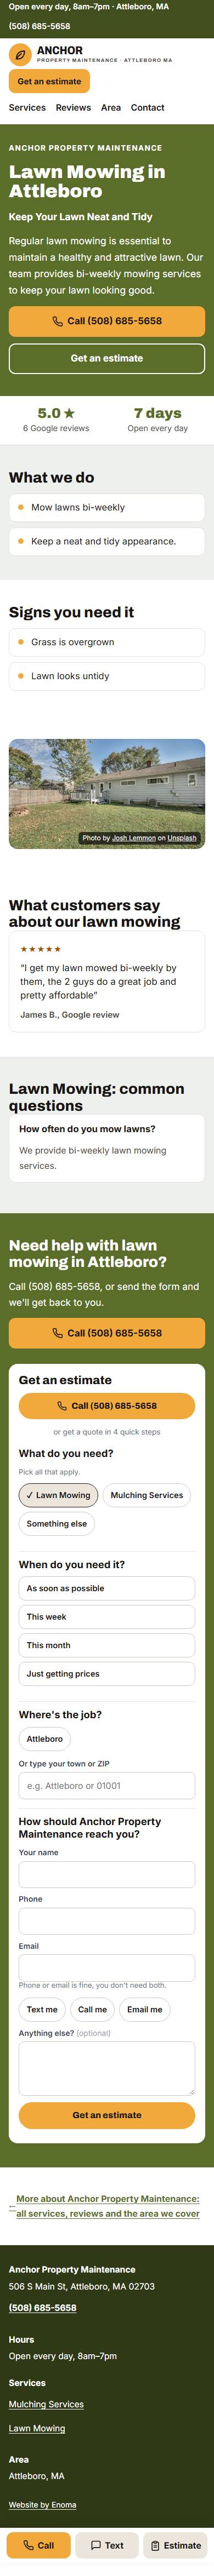 Open every day, 8am–7pm · Attleboro, MA
(508) 685-5658
ANCHOR
PROPERTY MAINTENANCE · ATTLEBORO MA
Get an estimate
Services Reviews Area Contact
ANCHOR PROPERTY MAINTENANCE
Lawn Mowing in
Attleboro
Keep Your Lawn Neat and Tidy
Regular lawn mowing is essential to
maintain a healthy and attractive lawn. Our
team provides bi-weekly mowing services
to keep your lawn looking good.
Call (508) 685-5658
Get an estimate
5.0 ★ 7 days
6 Google reviews Open every day
What we do
Mow lawns bi-weekly
Keep a neat and tidy appearance.
Signs you need it
Grass is overgrown
Lawn looks untidy
Photo by Josh Lemmon on Unsplash
What customers say
about our lawn mowing
★★★★★
“I get my lawn mowed bi-weekly by
them, the 2 guys do a great job and
pretty affordable”
James B., Google review
Lawn Mowing: common
questions
How often do you mow lawns?
We provide bi-weekly lawn mowing
services.
Need help with lawn
mowing in Attleboro?
Call (508) 685-5658, or send the form and
we'll get back to you.
Call (508) 685-5658
Get an estimate
Call (508) 685-5658
or get a quote in 4 quick steps
What do you need?
Pick all that apply.
✓ Lawn Mowing Mulching Services
Something else
When do you need it?
As soon as possible
This week
This month
Just getting prices
Where's the job?
Attleboro
Or type your town or ZIP
e.g. Attleboro or 01001
How should Anchor Property
Maintenance reach you?
Your name
Phone
Email
Phone or email is fine, you don't need both.
Text me Call me Email me
Anything else? (optional)
Get an estimate
← More about Anchor Property Maintenance:
all services, reviews and the area we cover
Anchor Property Maintenance
506 S Main St, Attleboro, MA 02703
(508) 685-5658
Hours
Open every day, 8am–7pm
Services
Mulching Services
Lawn Mowing
Area
Attleboro, MA
Website by Enoma
Call Text Estimate